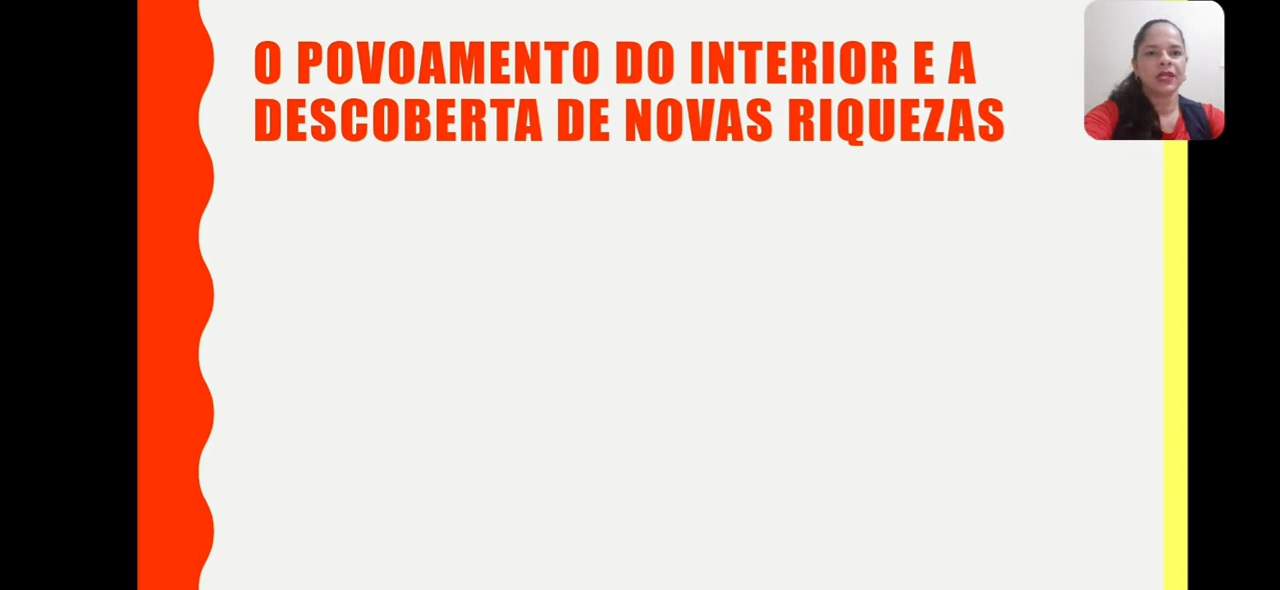 O POVOAMENTO DO INTERIOR E A
DESCOBERTA DE NOVAS RIQUEZAS